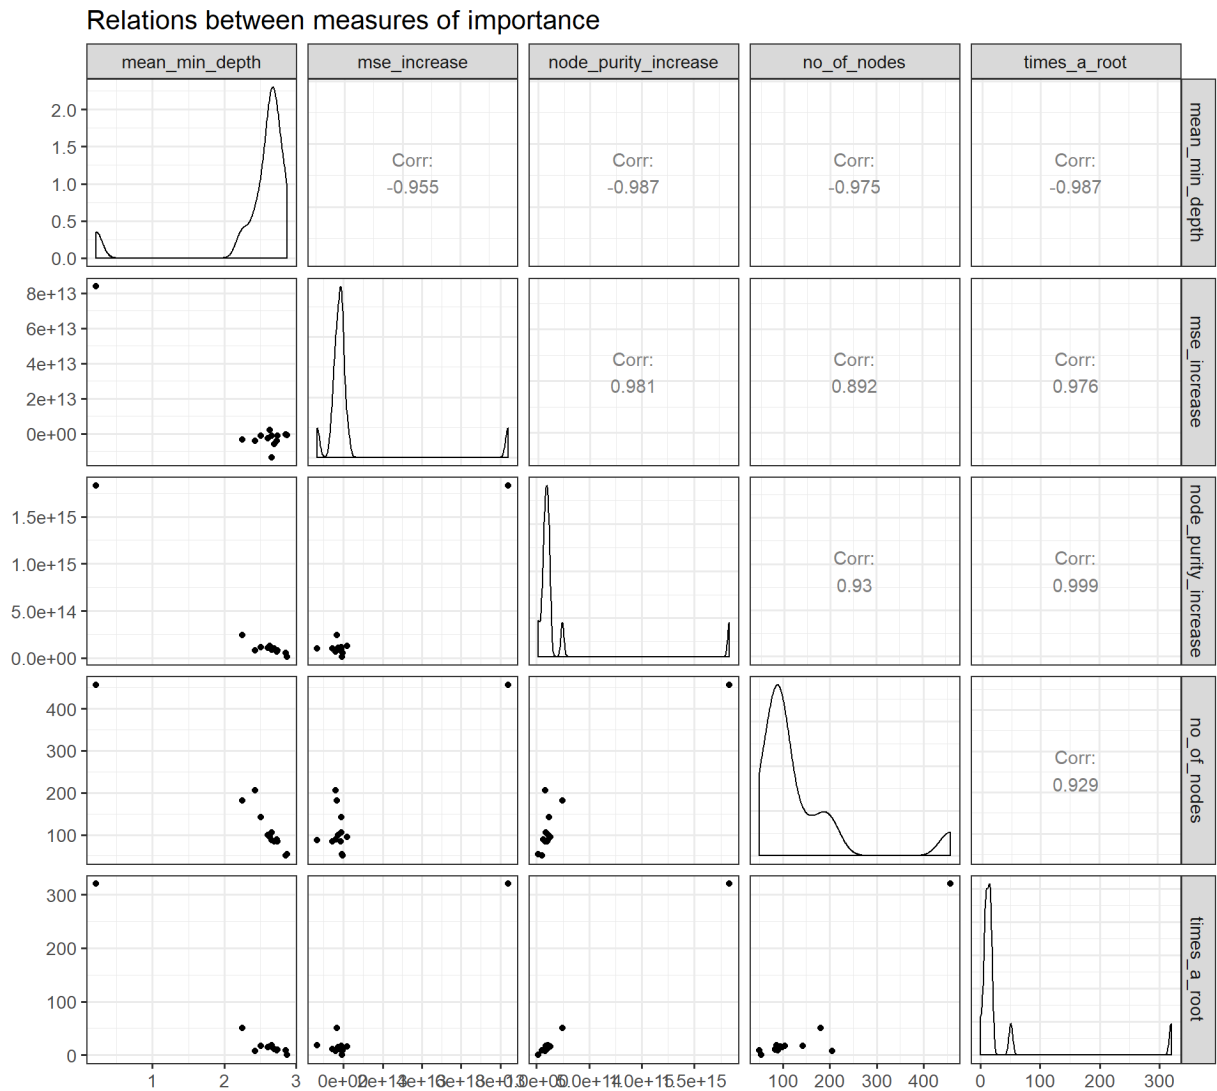 Relations between measures of importance
mean_min_depth
mse_increase
node_purity_increase
no_of_nodes
times_a_root
2.0
1.5
1.0
0.5
0.0
Corr:
-0.955
Corr:
-0.987
Corr:
-0.975
Corr:
-0.987
mean_min_depth
8e+13
6e+13
4e+13
2e+13
0e+00
Corr:
0.981
Corr:
0.892
Corr:
0.976
mse_increase
1.5e+15
1.0e+15
5.0e+14
0.0e+00
Corr:
0.93
Corr:
0.999
node_purity_increase
400
300
200
100
Corr:
0.929
no_of_nodes
300
200
100
0
times_a_root
1
2
3
100
200
300
400
0
100
200
300